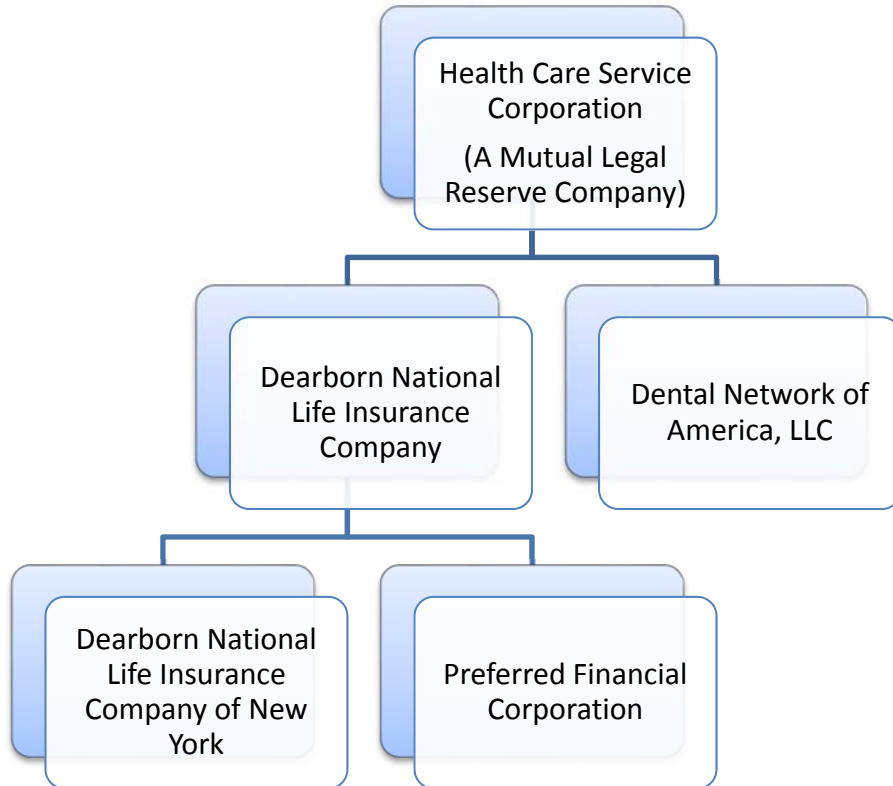 Health Care Service
Corporation
(A Mutual Legal
Reserve Company)
Dearborn National
Life Insurance
Company
Dental Network of
America, LLC
Dearborn National
Life Insurance
Company of New
York
Preferred Financial
Corporation